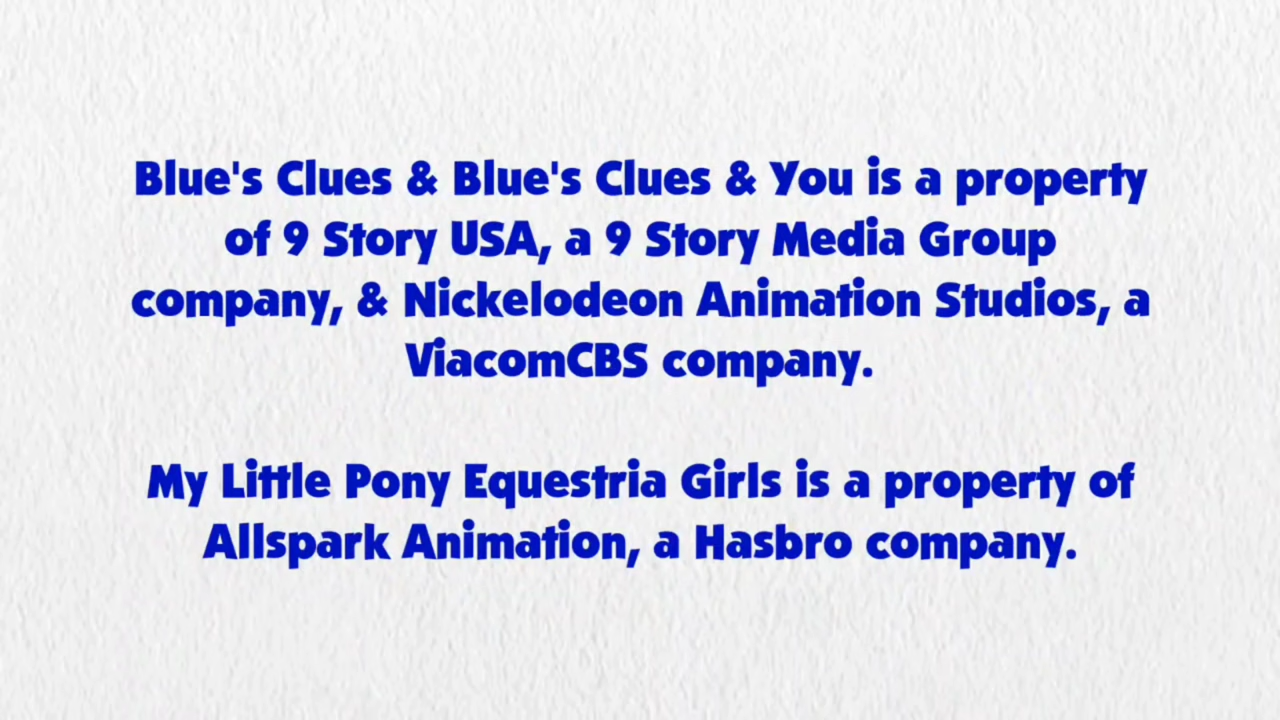 Blue's Clues & Blue's Clues & You is a property
of 9 Story USA, a 9 Story Media Group
company, & Nickelodeon Animation Studios, a
ViacomCBS company.
My Little Pony Equestria Girls is a property of
Allspark Animation, a Hasbro company.